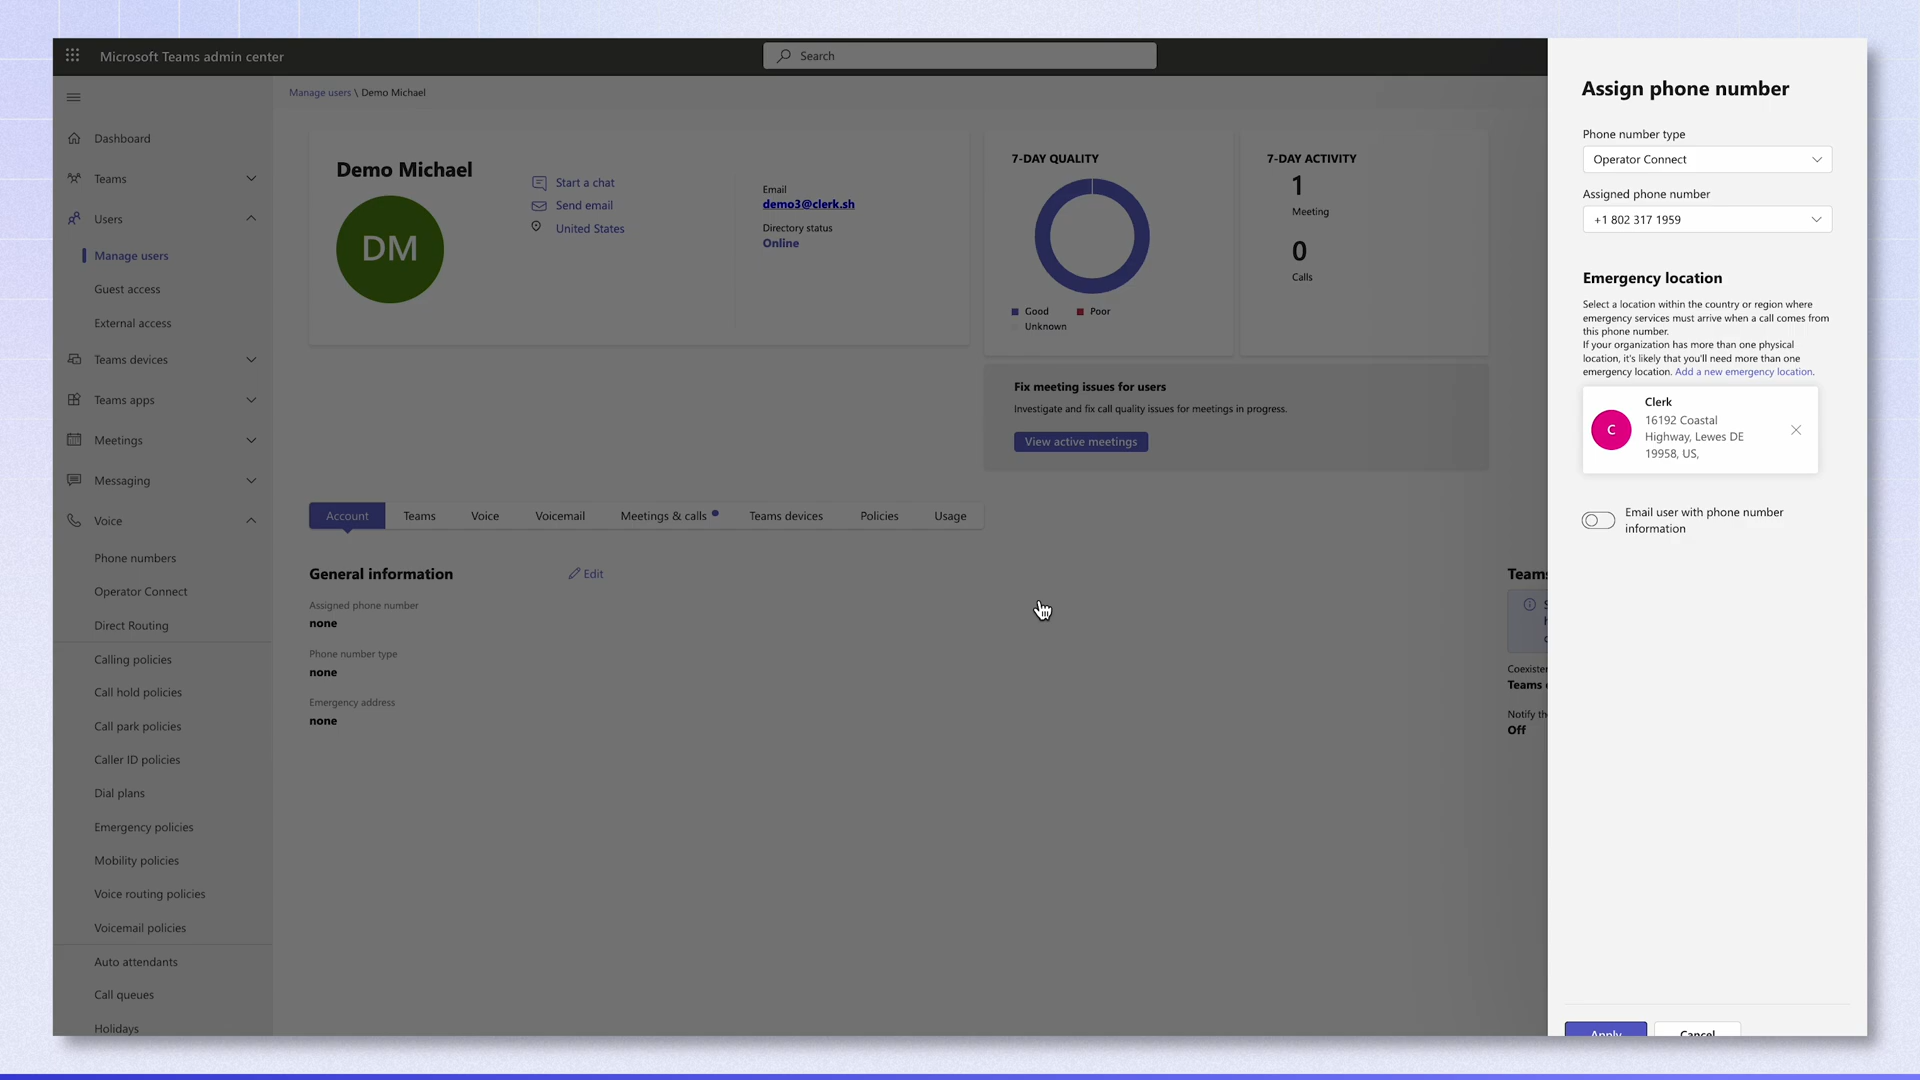 Microsoft Teams admin center
Search
Manage users \ Demo Michael
Dashboard
Teams
Users
Manage users
Guest access
External access
Teams devices
Teams apps
Meetings
Messaging
Voice
Phone numbers
Operator Connect
Direct Routing
Calling policies
Call hold policies
Call park policies
Caller ID policies
Dial plans
Emergency policies
Mobility policies
Voice routing policies
Voicemail policies
Auto attendants
Call queues
Holidays
Demo Michael
DM
Start a chat
Send email
United States
Email
demo3@clerk.sh
Directory status
Online
7-DAY QUALITY
Good
Poor
Unknown
7-DAY ACTIVITY
1
Meeting
0
Calls
Fix meeting issues for users
Investigate and fix call quality issues for meetings in progress.
View active meetings
Account
Teams
Voice
Voicemail
Meetings & calls
Teams devices
Policies
Usage
General information
Edit
Assigned phone number
none
Phone number type
none
Emergency address
none
Teams
Coexisten
Teams
Notify th
Off
Assign phone number
Phone number type
Operator Connect
Assigned phone number
+1 802 317 1959
Emergency location
Select a location within the country or region where
emergency services must arrive when a call comes from
this phone number.
If your organization has more than one physical
location, it's likely that you'll need more than one
emergency location. Add a new emergency location.
C
Clerk
16192 Coastal
Highway, Lewes DE
19958, US,
Email user with phone number
information
Apply
Cancel